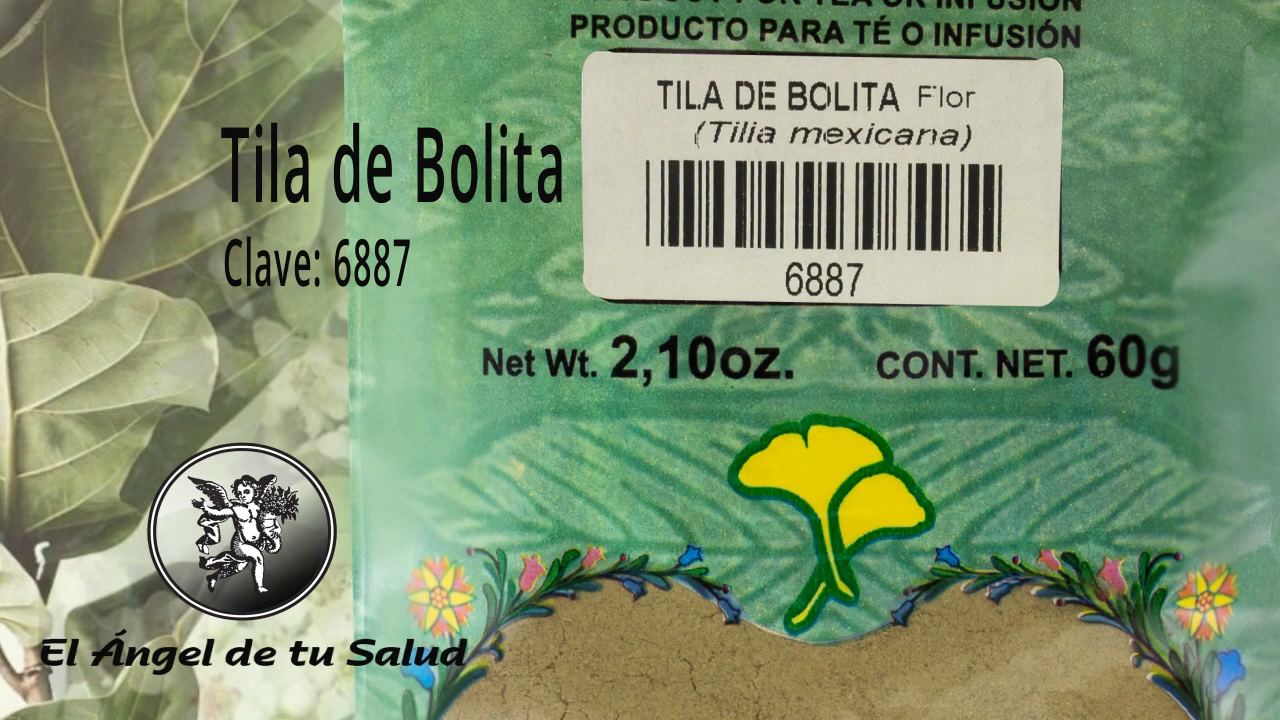 PRODUCTO PARA TÉ O INFUSIÓN
TILA DE BOLITA Flor
(Tilia mexicana)
6887
Tila de Bolita
Clave: 6887
Net Wt. 2,10oz. CONT. NET. 60g
El Ángel de tu Salud